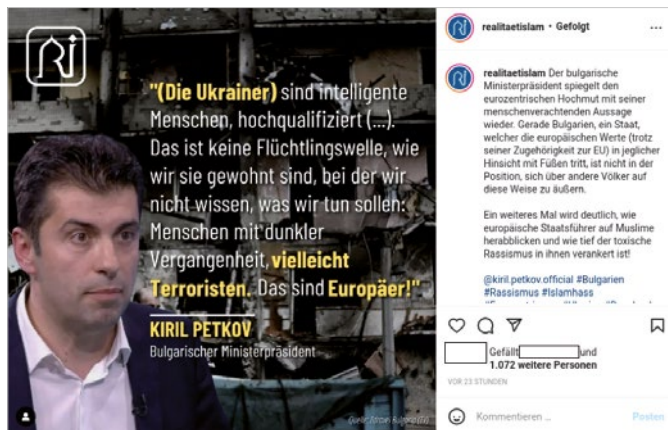 "(Die Ukrainer) sind intelligente
Menschen, hochqualifiziert (...).
Das ist keine Flüchtlingswelle, wie
wir sie gewohnt sind, bei der wir
nicht wissen, was wir tun sollen:
Menschen mit dunkler
Vergangenheit, vielleicht
Terroristen. Das sind Europäer!"
KIRIL PETKOV
Bulgarischer Ministerpräsident
realitaetislam • Gefolgt
realitaetislam Der bulgarische
Ministerpräsident spiegelt den
eurozentrischen Hochmut mit seiner
menschenverachtenden Aussage
wieder. Gerade Bulgarien, ein Staat,
welcher die europäischen Werte (trotz
seiner Zugehörigkeit zur EU) in jeglicher
Hinsicht mit Füßen tritt, ist nicht in der
Position, sich über andere Völker auf
diese Weise zu äußern.
Ein weiteres Mal wird deutlich, wie
europäische Staatsführer auf Muslime
herabblicken und wie tief der toxische
Rassismus in ihnen verankert ist!
@kiril.petkov.official #Bulgarien
#Rassismus #Islamhass
Gefällt und
1.072 weitere Personen
VOR 23 STUNDEN
Kommentieren ...
Posten